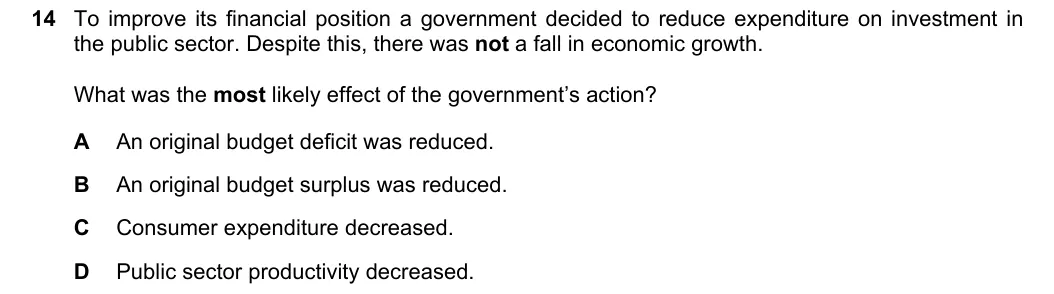 14 To improve its financial position a government decided to reduce expenditure on investment in
the public sector. Despite this, there was not a fall in economic growth.
What was the most likely effect of the government’s action?
A An original budget deficit was reduced.
B An original budget surplus was reduced.
C Consumer expenditure decreased.
D Public sector productivity decreased.